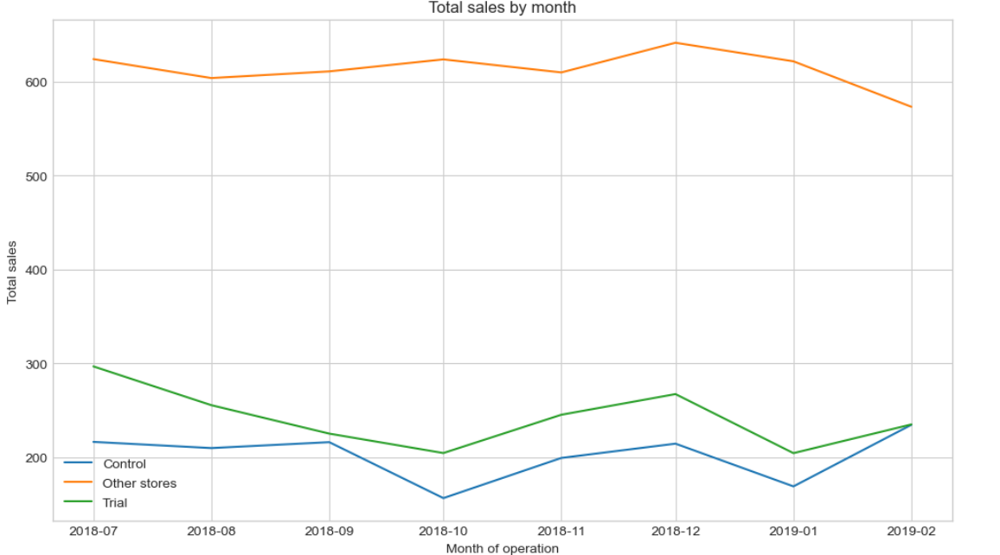 Total sales by month
600
500
400
300
200
Total sales
Control
Other stores
Trial
2018-07 2018-08 2018-09 2018-10 2018-11 2018-12 2019-01 2019-02
Month of operation